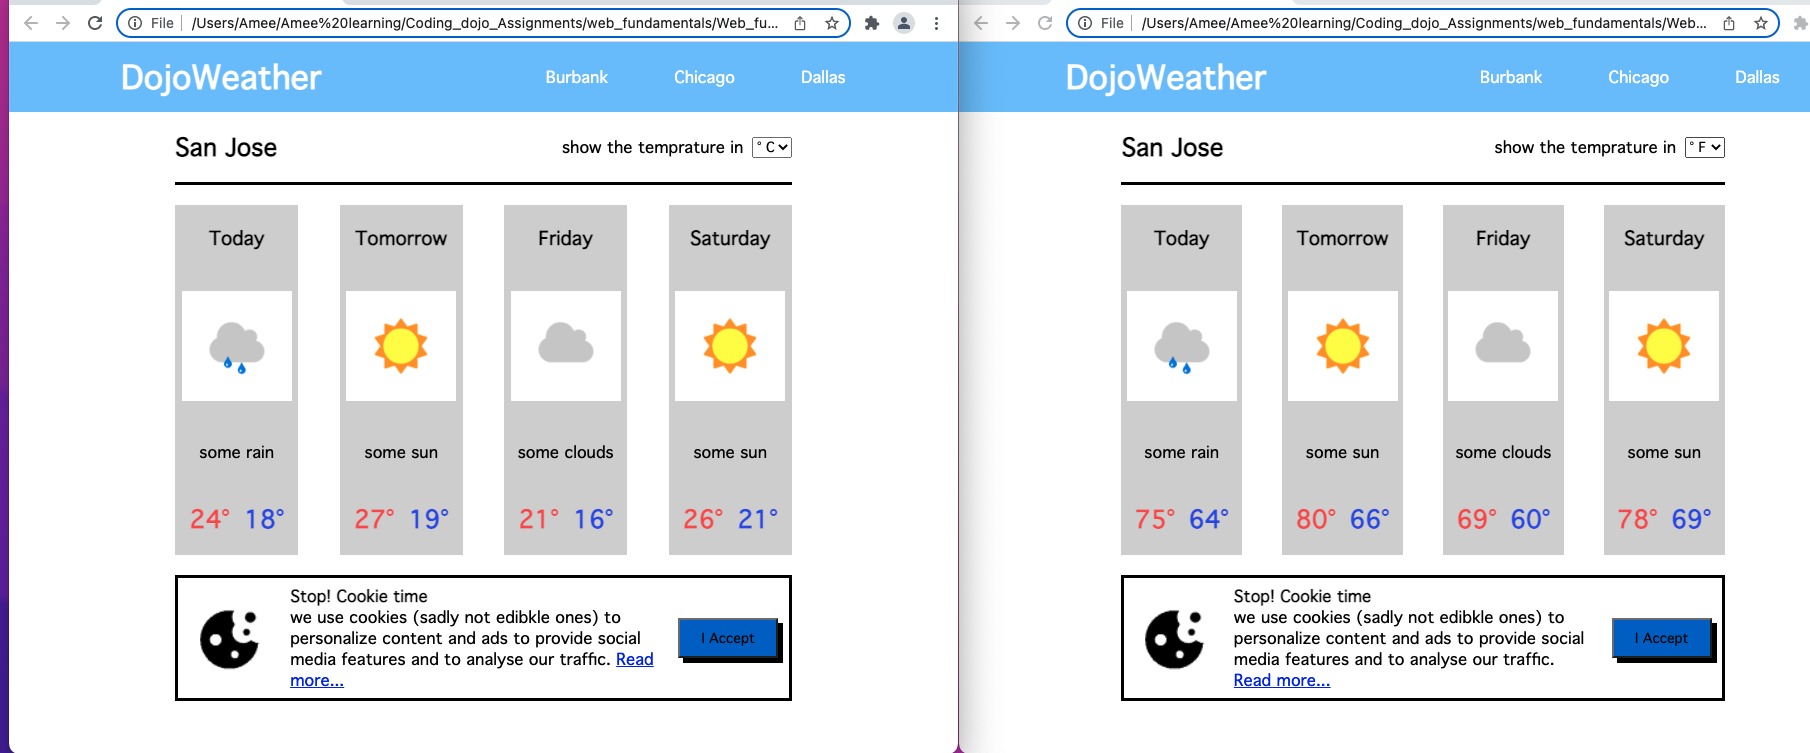 File /Users/Amee/Amee%20learning/Coding_dojo_Assignments/web_fundamentals/Web_fu...
DojoWeather Burbank Chicago Dallas
San Jose show the temprature in ° C
Today Tomorrow Friday Saturday
some rain some sun some clouds some sun
24° 18° 27° 19° 21° 16° 26° 21°
Stop! Cookie time
we use cookies (sadly not edibkle ones) to
personalize content and ads to provide social
media features and to analyse our traffic. Read
more...
I Accept
File /Users/Amee/Amee%20learning/Coding_dojo_Assignments/web_fundamentals/Web...
DojoWeather Burbank Chicago Dallas
San Jose show the temprature in ° F
Today Tomorrow Friday Saturday
some rain some sun some clouds some sun
75° 64° 80° 66° 69° 60° 78° 69°
Stop! Cookie time
we use cookies (sadly not edibkle ones) to
personalize content and ads to provide social
media features and to analyse our traffic.
Read more...
I Accept